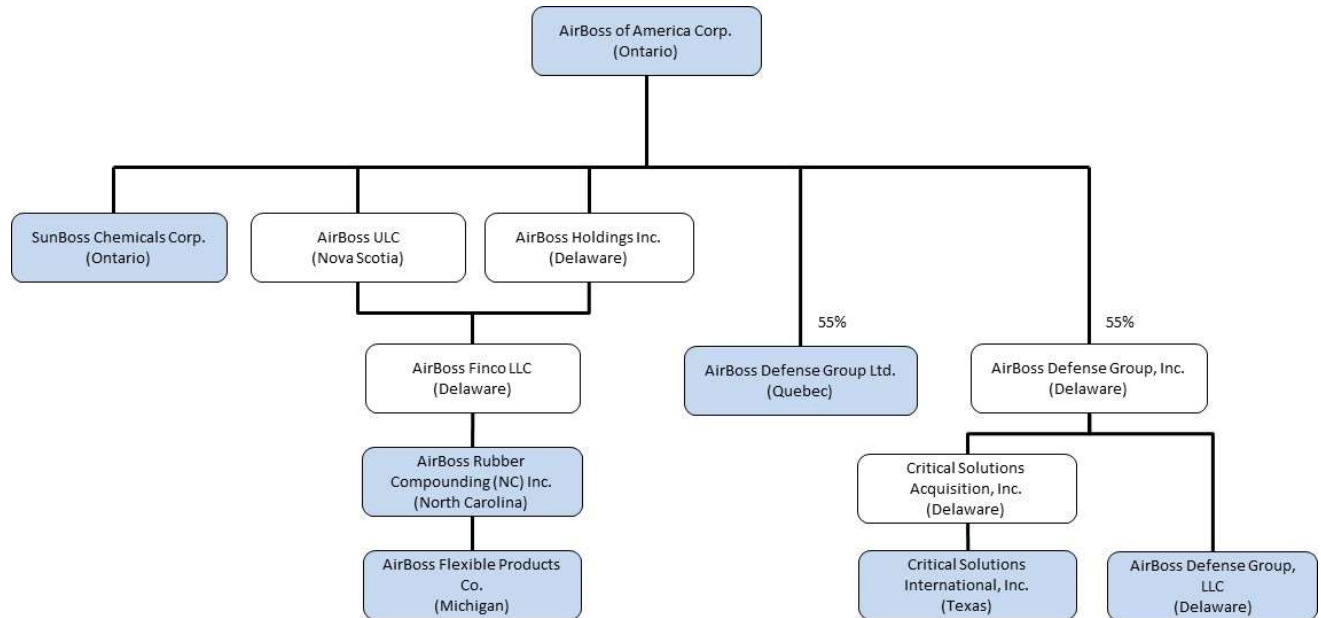 AirBoss of America Corp.
(Ontario)
SunBoss Chemicals Corp.
(Ontario)
AirBoss ULC
(Nova Scotia)
AirBoss Holdings Inc.
(Delaware)
55%
55%
AirBoss Finco LLC
(Delaware)
AirBoss Defense Group Ltd.
(Quebec)
AirBoss Defense Group, Inc.
(Delaware)
AirBoss Rubber
Compounding (NC) Inc.
(North Carolina)
Critical Solutions
Acquisition, Inc.
(Delaware)
AirBoss Flexible Products
Co.
(Michigan)
Critical Solutions
International, Inc.
(Texas)
AirBoss Defense Group,
LLC
(Delaware)